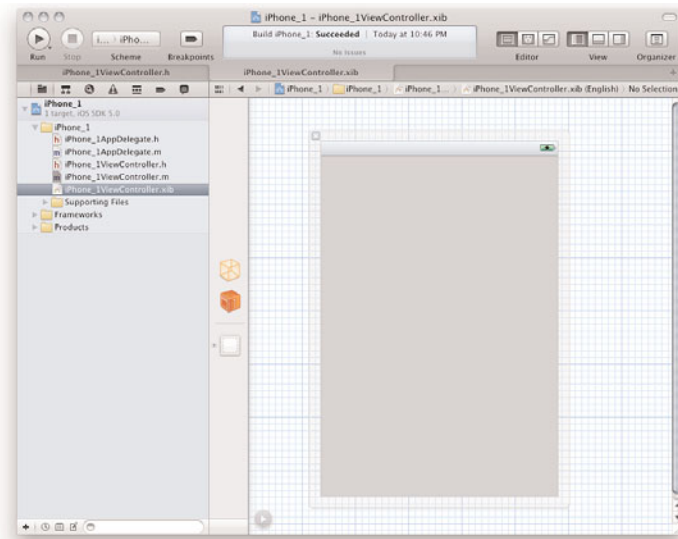 iPhone_1 – iPhone_1ViewController.xib
Run
Stop
i... › iPho...
Scheme
Breakpoints
Build iPhone_1: Succeeded | Today at 10:46 PM
No Issues
Editor
View
Organizer
iPhone_1ViewController.h
iPhone_1ViewController.xib
iPhone_1 › iPhone_1 › iPhone_1... › iPhone_1ViewController.xib (English) › No Selection
iPhone_1
1 target, iOS SDK 5.0
iPhone_1
iPhone_1AppDelegate.h
iPhone_1AppDelegate.m
iPhone_1ViewController.h
iPhone_1ViewController.m
iPhone_1ViewController.xib
Supporting Files
Frameworks
Products